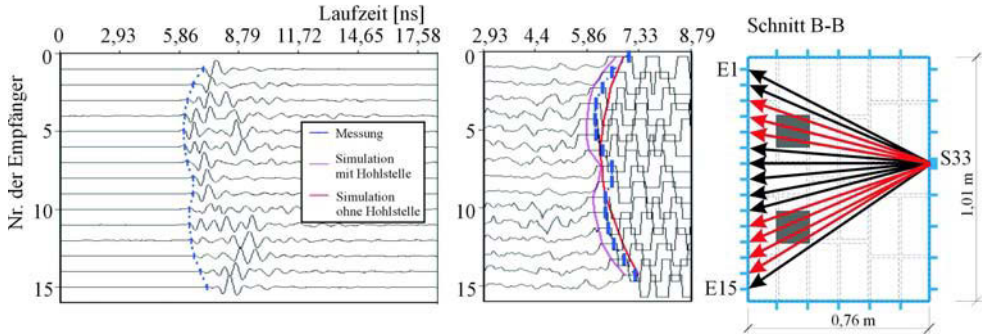 Laufzeit [ns]
0 2,93 5,86 8,79 11,72 14,65 17,58
0
5
10
15
Nr. der Empfänger
Messung
Simulation
mit Hohlstelle
Simulation
ohne Hohlstelle
2,93 4,4 5,86 7,33 8,79
0
5
10
15
Schnitt B-B
E1
S33
E15
1,01 m
0,76 m